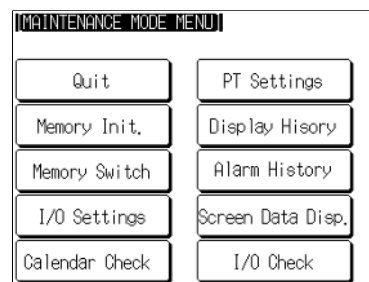 [MAINTENANCE MODE MENU]
Quit
PT Settings
Memory Init.
Display Hisory
Memory Switch
Alarm History
I/O Settings
Screen Data Disp.
Calendar Check
I/O Check